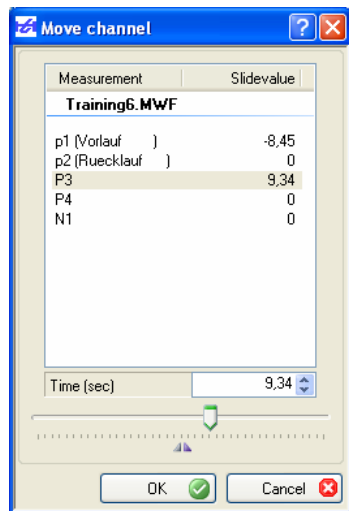 Move channel
Measurement Slidevalue
Training6.MWF
p1 (Vorlauf ) -8,45
p2 (Ruecklauf ) 0
P3 9,34
P4 0
N1 0
Time (sec) 9,34
OK Cancel